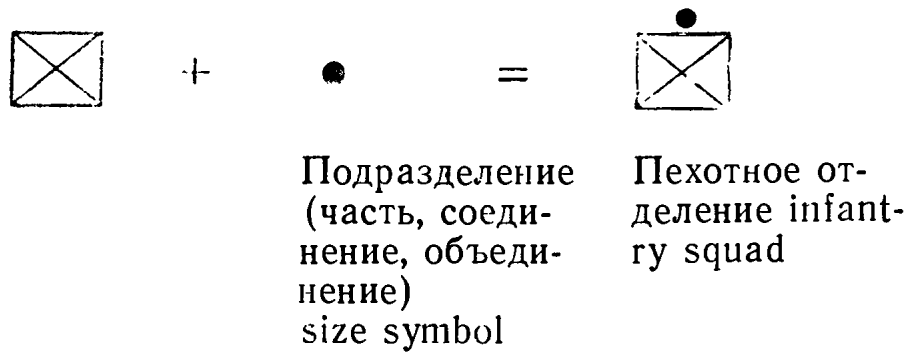 + =
Подразделение
(часть, соеди-
нение, объеди-
нение)
size symbol
Пехотное от-
деление infant-
ry squad